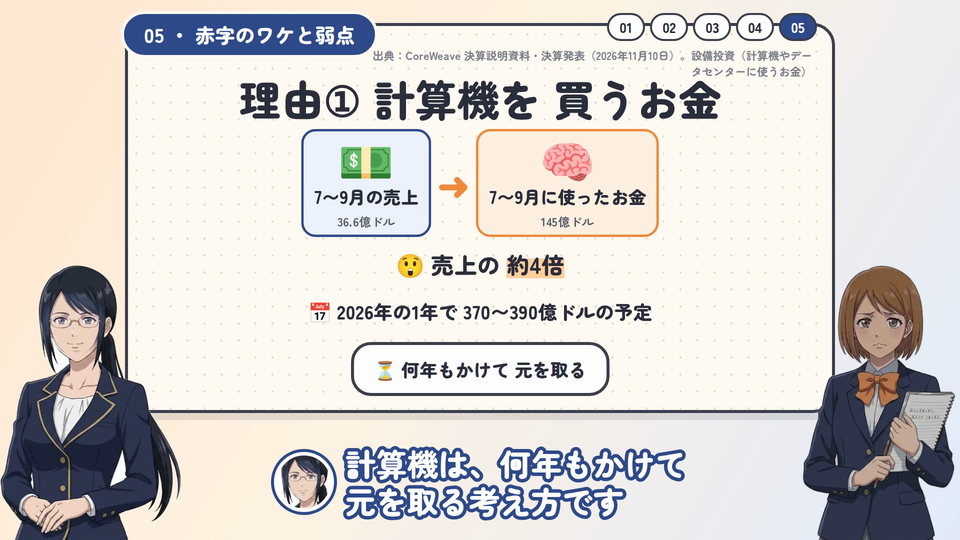 05 ・ 赤字のワケと弱点
01 02 03 04 05
出典：CoreWeave 決算説明資料・決算発表（2026年11月10日）。設備投資（計算機やデー
タセンターに使うお金）
理由① 計算機を 買うお金
7〜9月の売上
36.6億ドル
7〜9月に使ったお金
145億ドル
売上の 約4倍
2026年の1年で 370〜390億ドルの予定
何年もかけて 元を取る
計算機は、何年もかけて
元を取る考え方です